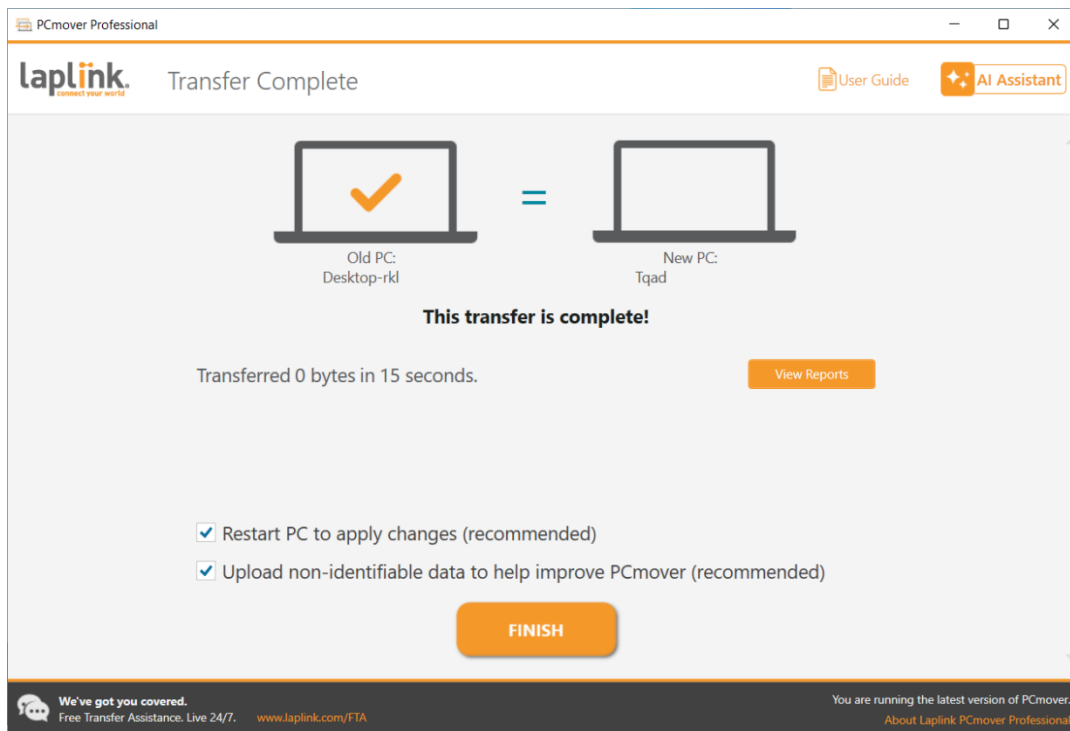 PCmover Professional
laplink.
connect your world
Transfer Complete
User Guide
AI Assistant
=
Old PC:
Desktop-rkl
New PC:
Tqad
This transfer is complete!
Transferred 0 bytes in 15 seconds.
View Reports
Restart PC to apply changes (recommended)
Upload non-identifiable data to help improve PCmover (recommended)
FINISH
We've got you covered.
Free Transfer Assistance. Live 24/7. www.laplink.com/FTA
You are running the latest version of PCmover.
About Laplink PCmover Professional